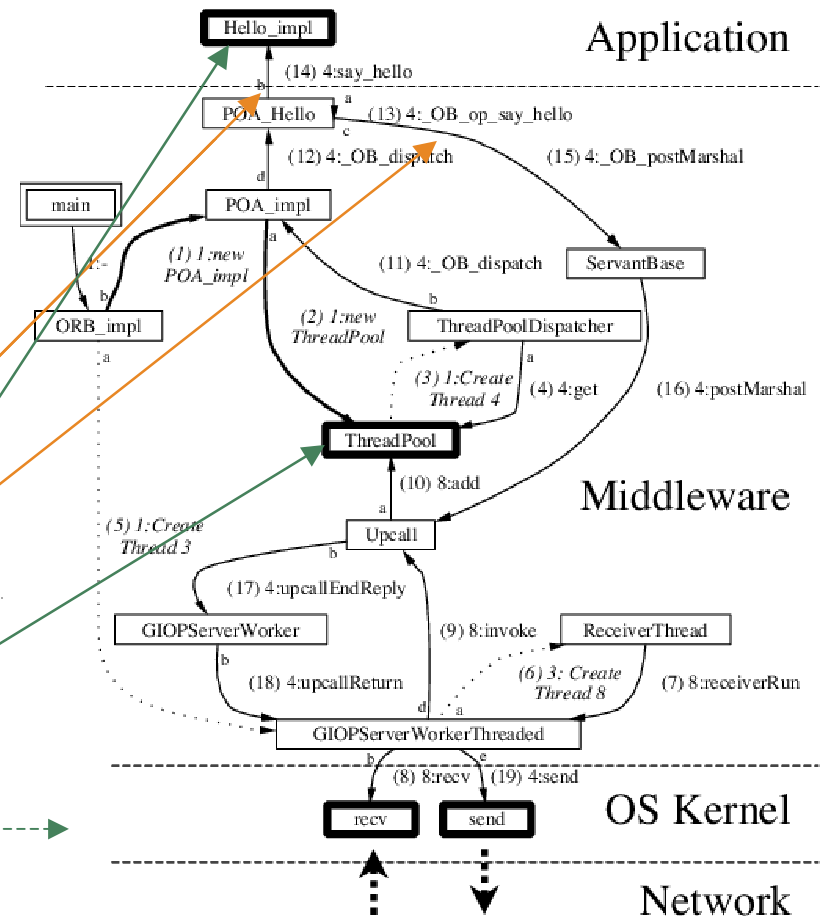 Hello_impl
Application
(14) 4:say_hello
b
a
POA_Hello
(13) 4:_OB_op_say_hello
c
(12) 4:_OB_dispatch
(15) 4:_OB_postMarshal
d
main
POA_impl
a
(1) 1:new
POA_impl
(11) 4:_OB_dispatch
ServantBase
1:-
b
b
(2) 1:new
ThreadPool
ORB_impl
ThreadPoolDispatcher
a
a
(3) 1:Create
Thread 4
(4) 4:get
(16) 4:postMarshal
ThreadPool
(10) 8:add
Middleware
a
(5) 1:Create
Thread 3
Upcall
b
(17) 4:upcallEndReply
GIOPServerWorker
(9) 8:invoke
ReceiverThread
b
(18) 4:upcallReturn
(6) 3: Create
Thread 8
(7) 8:receiverRun
d
a
GIOPServerWorkerThreaded
b
e
(8) 8:recv
(19) 4:send
OS Kernel
recv
send
Network